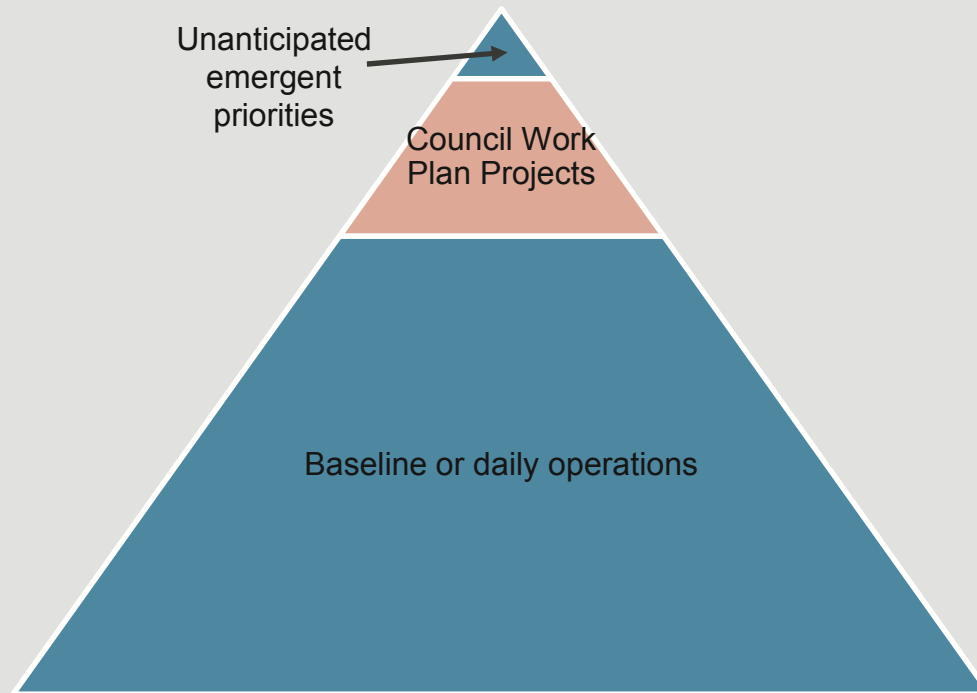 Unanticipated
emergent
priorities
Council Work
Plan Projects
Baseline or daily operations